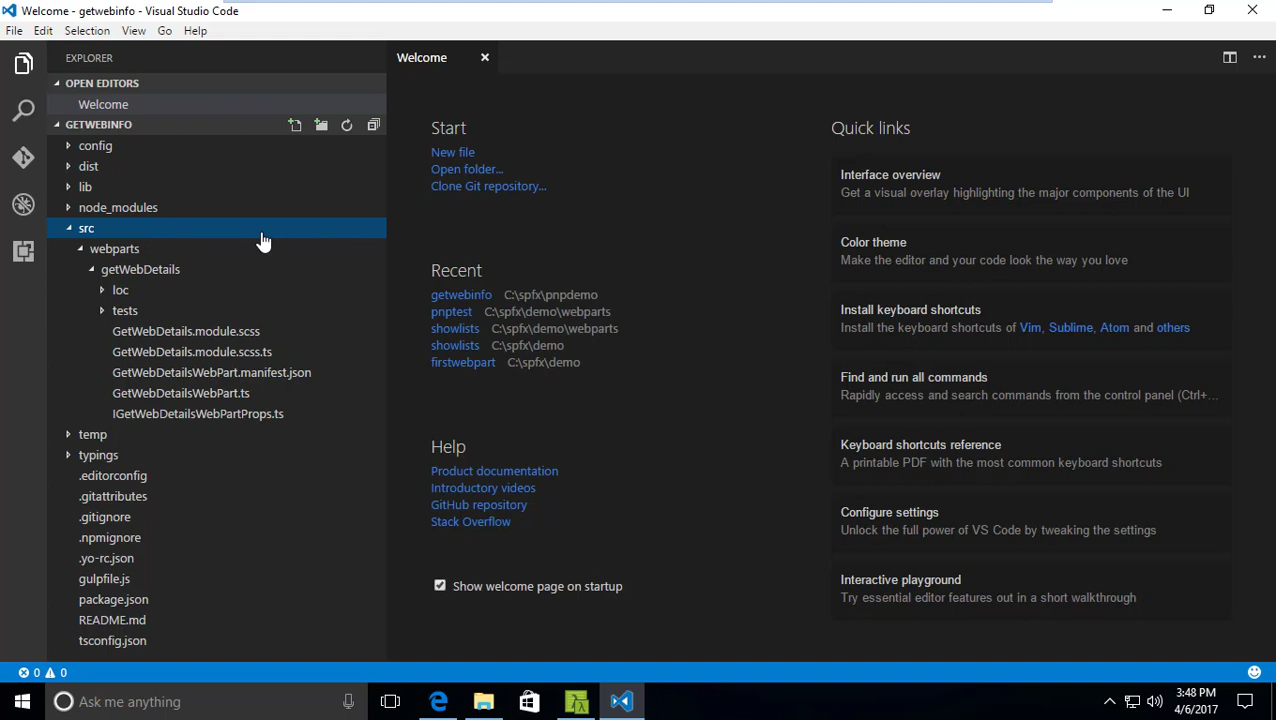 Welcome - getwebinfo - Visual Studio Code
File Edit Selection View Go Help
EXPLORER
OPEN EDITORS
Welcome
GETWEBINFO
config
dist
lib
node_modules
src
webparts
getWebDetails
loc
tests
GetWebDetails.module.scss
GetWebDetails.module.scss.ts
GetWebDetailsWebPart.manifest.json
GetWebDetailsWebPart.ts
IGetWebDetailsWebPartProps.ts
temp
typings
.editorconfig
.gitattributes
.gitignore
.npmignore
.yo-rc.json
gulpfile.js
package.json
README.md
tsconfig.json
Welcome
Start
New file
Open folder...
Clone Git repository...
Recent
getwebinfo C:\spfx\pnpdemo
pnptest C:\spfx\demo\webparts
showlists C:\spfx\demo\webparts
showlists C:\spfx\demo
firstwebpart C:\spfx\demo
Help
Product documentation
Introductory videos
GitHub repository
Stack Overflow
Show welcome page on startup
Quick links
Interface overview
Get a visual overlay highlighting the major components of the UI
Color theme
Make the editor and your code look the way you love
Install keyboard shortcuts
Install the keyboard shortcuts of Vim, Sublime, Atom and others
Find and run all commands
Rapidly access and search commands from the control panel (Ctrl+...
Keyboard shortcuts reference
A printable PDF with the most common keyboard shortcuts
Configure settings
Unlock the full power of VS Code by tweaking the settings
Interactive playground
Try essential editor features out in a short walkthrough
0 0
Ask me anything
3:48 PM
4/6/2017